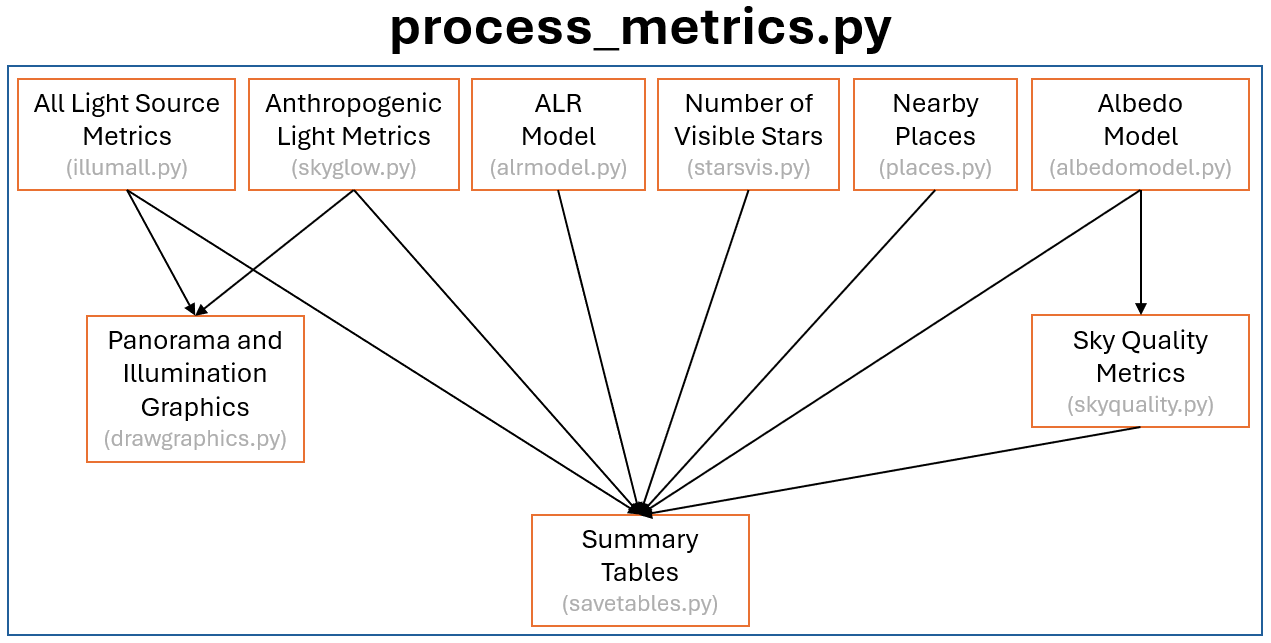 process_metrics.py
All Light Source
Metrics
(illumall.py)
Anthropogenic
Light Metrics
(skyglow.py)
ALR
Model
(alrmodel.py)
Number of
Visible Stars
(starsvis.py)
Nearby
Places
(places.py)
Albedo
Model
(albedomodel.py)
Panorama and
Illumination
Graphics
(drawgraphics.py)
Sky Quality
Metrics
(skyquality.py)
Summary
Tables
(savetables.py)